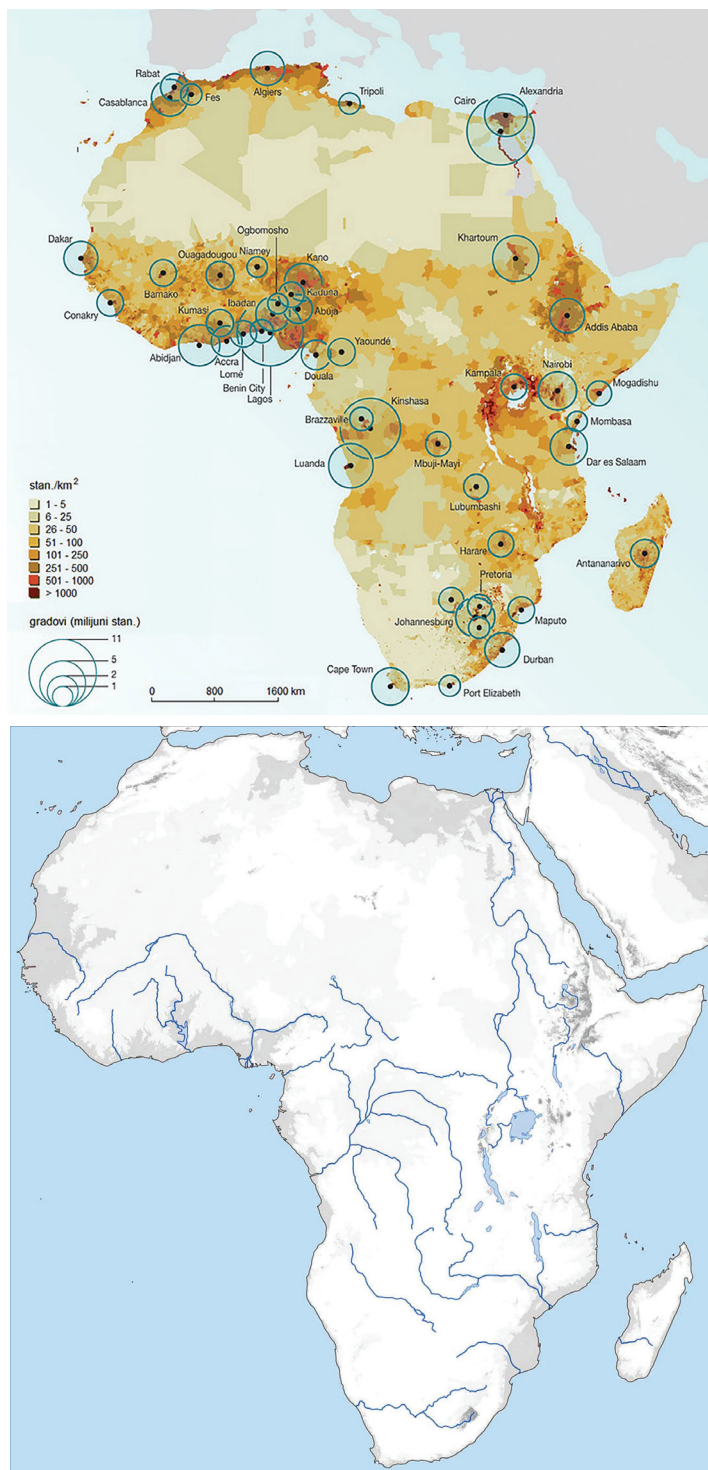 Rabat
Casablanca
Fes
Algiers
Tripoli
Alexandria
Cairo
Ogbomosho
Dakar
Ouagadougou
Niamey
Kano
Khartoum
Bamako
Kaduna
Ibadan
Conakry
Kumasi
Abuja
Addis Ababa
Abidjan
Accra
Lomé
Benin City
Lagos
Yaoundé
Douala
Kampala
Nairobi
Mogadishu
Kinshasa
Brazzaville
Mombasa
Luanda
Mbuji-Mayi
Dar es Salaam
Lubumbashi
Harare
Antananarivo
Pretoria
Johannesburg
Maputo
Durban
Cape Town
Port Elizabeth
stan./km²
1 - 5
6 - 25
26 - 50
51 - 100
101 - 250
251 - 500
501 - 1000
> 1000
gradovi (milijuni stan.)
11
5
2
1
0 800 1600 km